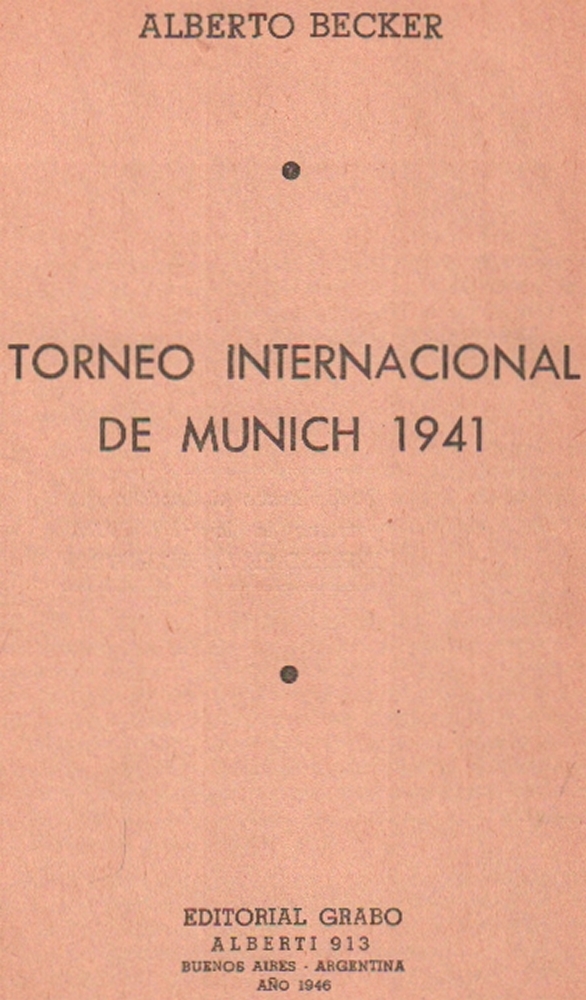 ALBERTO BECKER
TORNEO INTERNACIONAL
DE MUNICH 1941
EDITORIAL GRABO
ALBERTI 913
BUENOS AIRES - ARGENTINA
AÑO 1946